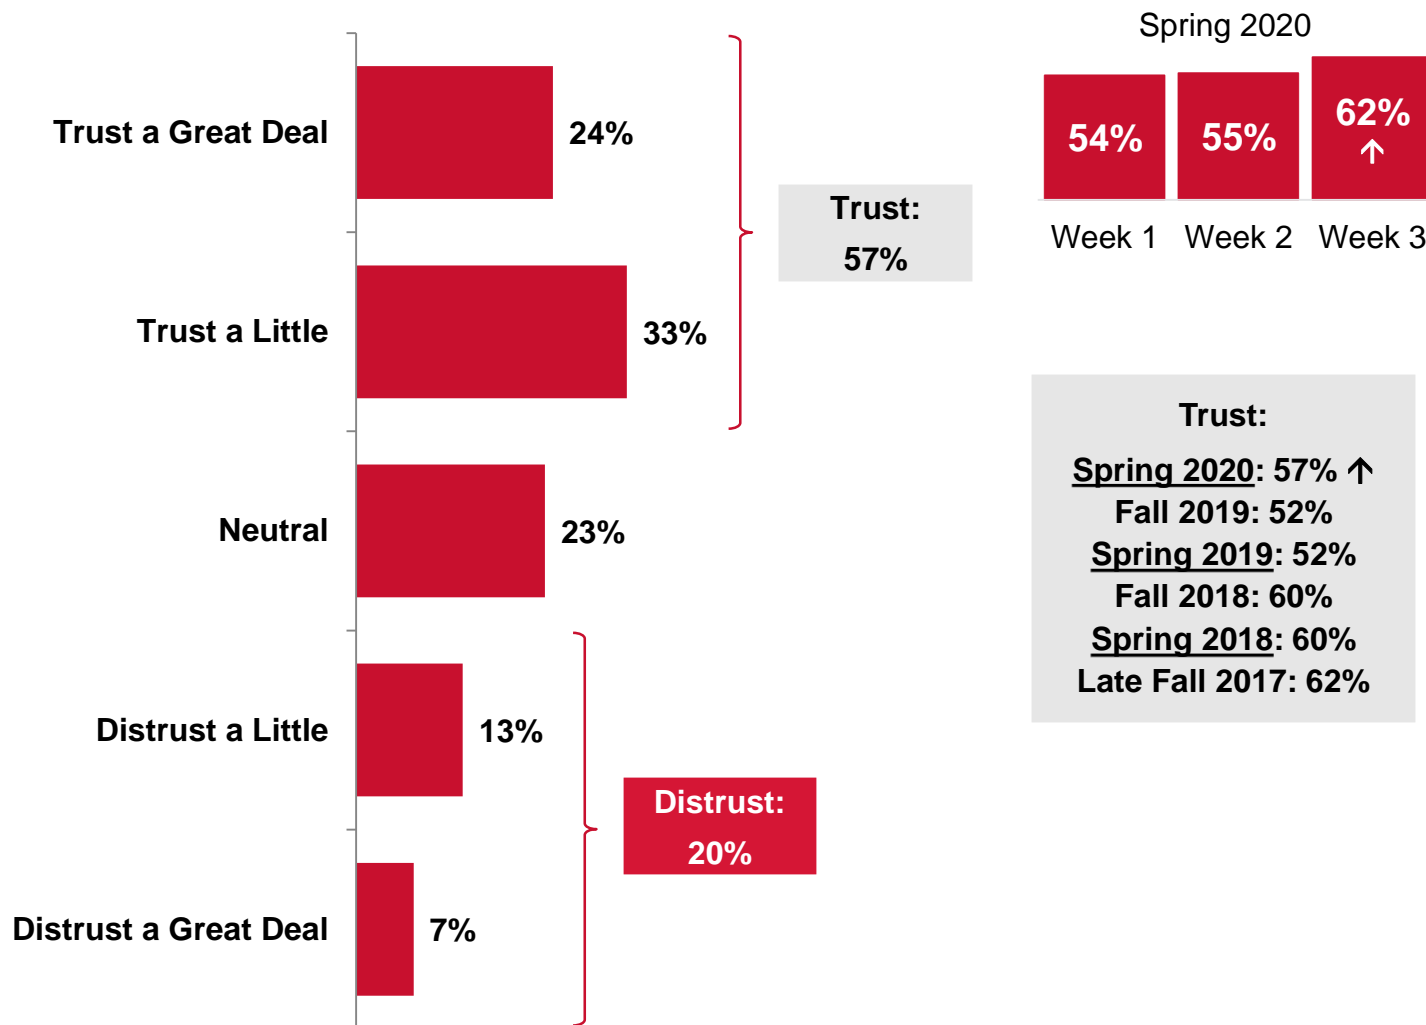 Trust a Great Deal
24%
Trust a Little
33%
Neutral
23%
Distrust a Little
13%
Distrust a Great Deal
7%
Trust:
57%
Distrust:
20%
Spring 2020
54%
55%
62%
↑
Week 1
Week 2
Week 3
Trust:
Spring 2020: 57% ↑
Fall 2019: 52%
Spring 2019: 52%
Fall 2018: 60%
Spring 2018: 60%
Late Fall 2017: 62%